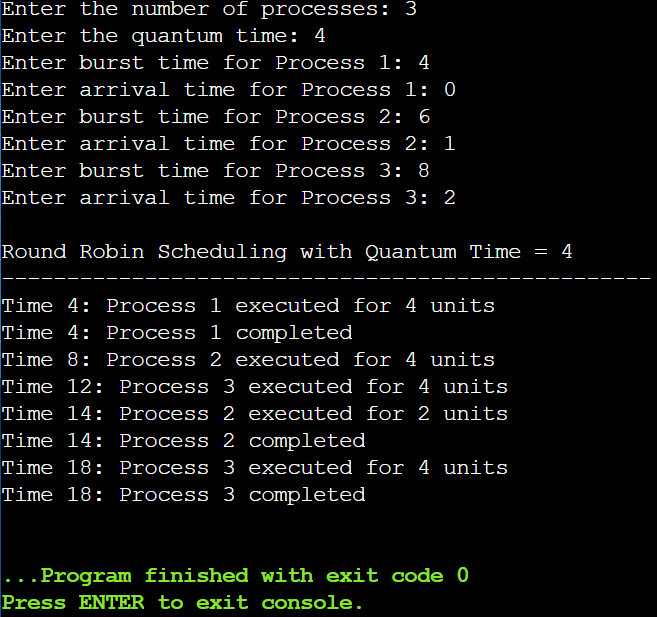 Enter the number of processes: 3
Enter the quantum time: 4
Enter burst time for Process 1: 4
Enter arrival time for Process 1: 0
Enter burst time for Process 2: 6
Enter arrival time for Process 2: 1
Enter burst time for Process 3: 8
Enter arrival time for Process 3: 2
Round Robin Scheduling with Quantum Time = 4
--------------------------------------------------
Time 4: Process 1 executed for 4 units
Time 4: Process 1 completed
Time 8: Process 2 executed for 4 units
Time 12: Process 3 executed for 4 units
Time 14: Process 2 executed for 2 units
Time 14: Process 2 completed
Time 18: Process 3 executed for 4 units
Time 18: Process 3 completed
...Program finished with exit code 0
Press ENTER to exit console.